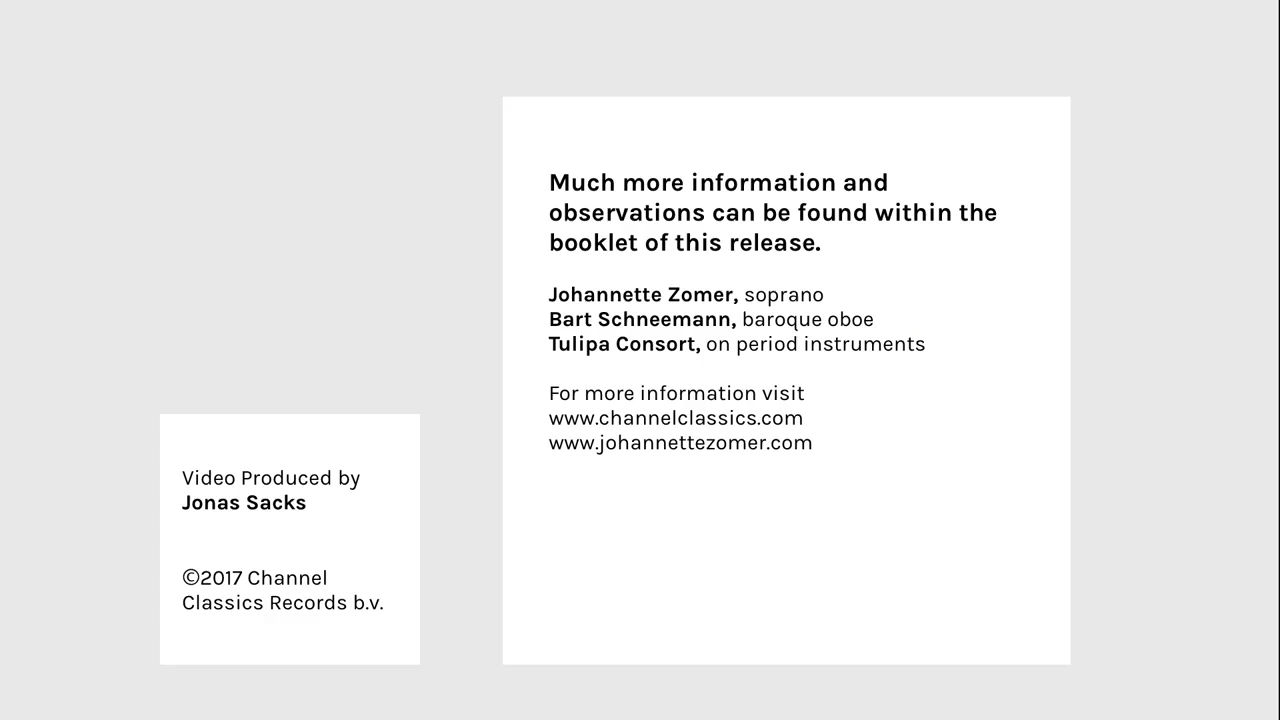 Much more information and
observations can be found within the
booklet of this release.
Johannette Zomer, soprano
Bart Schneemann, baroque oboe
Tulipa Consort, on period instruments
For more information visit
www.channelclassics.com
www.johannettezomer.com
Video Produced by
Jonas Sacks
©2017 Channel
Classics Records b.v.